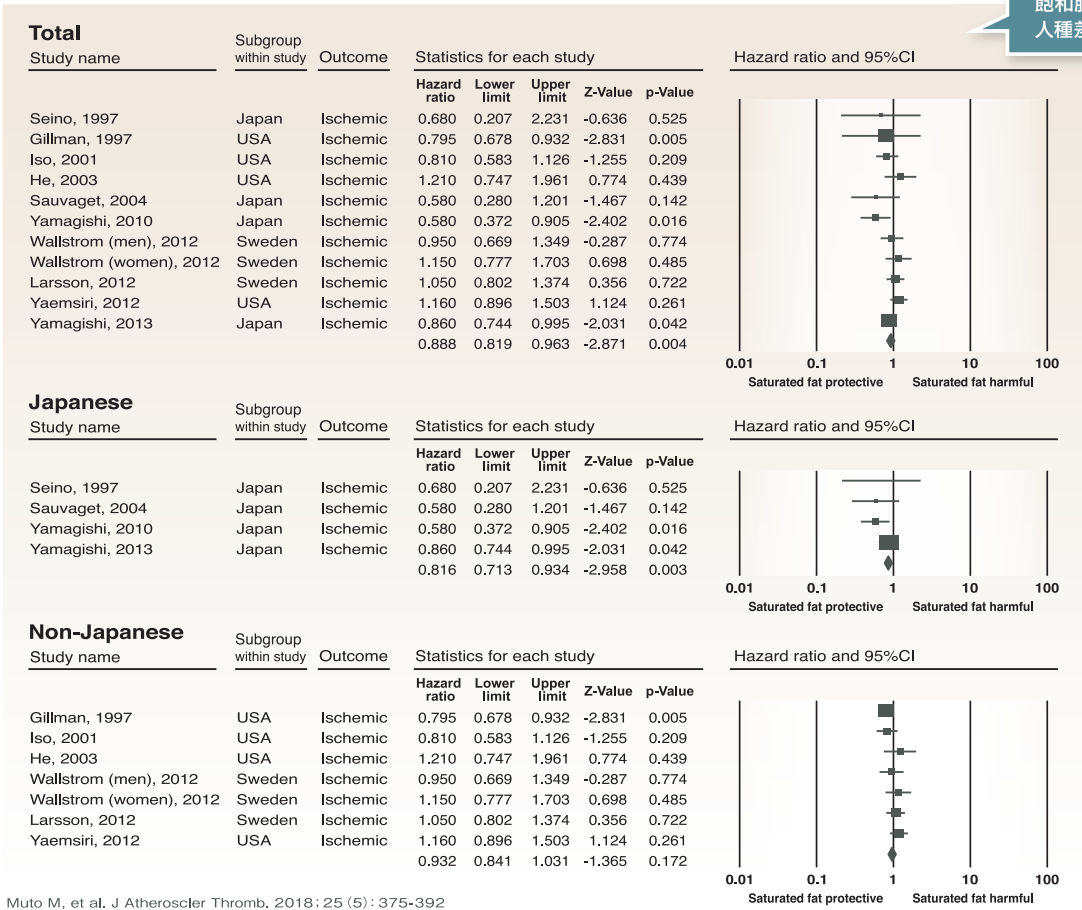 飽和
人種差
Total
Study name Subgroup within study Outcome Statistics for each study Hazard ratio and 95%CI
Hazard ratio Lower limit Upper limit Z-Value p-Value
Seino, 1997 Japan Ischemic 0.680 0.207 2.231 -0.636 0.525
Gillman, 1997 USA Ischemic 0.795 0.678 0.932 -2.831 0.005
Iso, 2001 USA Ischemic 0.810 0.583 1.126 -1.255 0.209
He, 2003 USA Ischemic 1.210 0.747 1.961 0.774 0.439
Sauvaget, 2004 Japan Ischemic 0.580 0.280 1.201 -1.467 0.142
Yamagishi, 2010 Japan Ischemic 0.580 0.372 0.905 -2.402 0.016
Wallstrom (men), 2012 Sweden Ischemic 0.950 0.669 1.349 -0.287 0.774
Wallstrom (women), 2012 Sweden Ischemic 1.150 0.777 1.703 0.698 0.485
Larsson, 2012 Sweden Ischemic 1.050 0.802 1.374 0.356 0.722
Yaemsiri, 2012 USA Ischemic 1.160 0.896 1.503 1.124 0.261
Yamagishi, 2013 Japan Ischemic 0.860 0.744 0.995 -2.031 0.042
0.888 0.819 0.963 -2.871 0.004
0.01 0.1 1 10 100
Saturated fat protective Saturated fat harmful
Japanese
Study name Subgroup within study Outcome Statistics for each study Hazard ratio and 95%CI
Hazard ratio Lower limit Upper limit Z-Value p-Value
Seino, 1997 Japan Ischemic 0.680 0.207 2.231 -0.636 0.525
Sauvaget, 2004 Japan Ischemic 0.580 0.280 1.201 -1.467 0.142
Yamagishi, 2010 Japan Ischemic 0.580 0.372 0.905 -2.402 0.016
Yamagishi, 2013 Japan Ischemic 0.860 0.744 0.995 -2.031 0.042
0.816 0.713 0.934 -2.958 0.003
0.01 0.1 1 10 100
Saturated fat protective Saturated fat harmful
Non-Japanese
Study name Subgroup within study Outcome Statistics for each study Hazard ratio and 95%CI
Hazard ratio Lower limit Upper limit Z-Value p-Value
Gillman, 1997 USA Ischemic 0.795 0.678 0.932 -2.831 0.005
Iso, 2001 USA Ischemic 0.810 0.583 1.126 -1.255 0.209
He, 2003 USA Ischemic 1.210 0.747 1.961 0.774 0.439
Wallstrom (men), 2012 Sweden Ischemic 0.950 0.669 1.349 -0.287 0.774
Wallstrom (women), 2012 Sweden Ischemic 1.150 0.777 1.703 0.698 0.485
Larsson, 2012 Sweden Ischemic 1.050 0.802 1.374 0.356 0.722
Yaemsiri, 2012 USA Ischemic 1.160 0.896 1.503 1.124 0.261
0.932 0.841 1.031 -1.365 0.172
0.01 0.1 1 10 100
Saturated fat protective Saturated fat harmful
Muto M, et al. J Atheroscler Thromb. 2018; 25 (5): 375-392